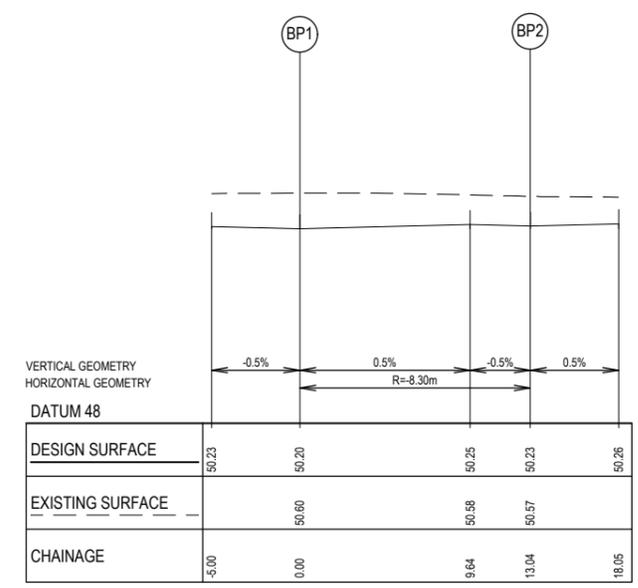 BP1 BP2
-0.5% 0.5% -0.5% 0.5%
VERTICAL GEOMETRY
R=-8.30m
HORIZONTAL GEOMETRY
DATUM 48
DESIGN SURFACE 50.23 50.20 50.25 50.23 50.26
EXISTING SURFACE 50.60 50.58 50.57
CHAINAGE -5.00 0.00 9.64 13.04 18.05